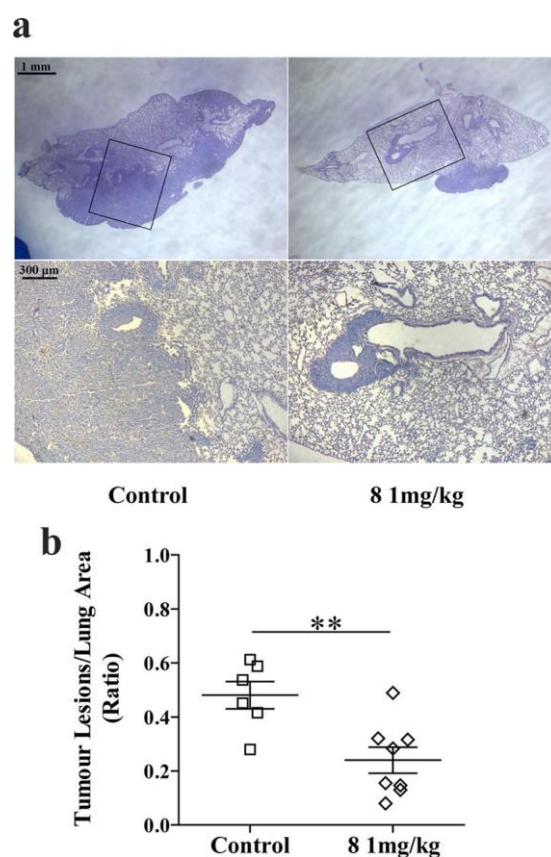 a
1 mm
300 μm
Control
8 1mg/kg
b
Tumour Lesions/Lung Area
(Ratio)
1.0
0.8
0.6
0.4
0.2
0.0
**
Control
8 1mg/kg